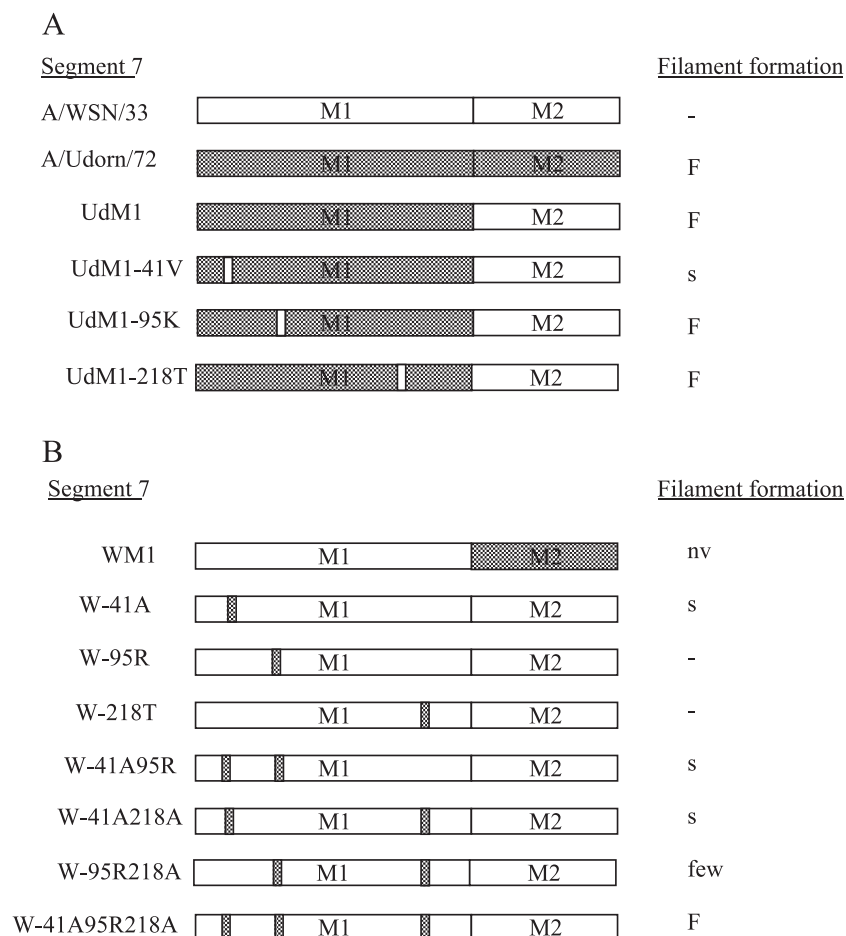 A
Segment 7 Filament formation
A/WSN/33 M1 M2 -
A/Udorn/72 M1 M2 F
UdM1 M1 M2 F
UdM1-41V M1 M2 s
UdM1-95K M1 M2 F
UdM1-218T M1 M2 F
B
Segment 7 Filament formation
WM1 M1 M2 nv
W-41A M1 M2 s
W-95R M1 M2 -
W-218T M1 M2 -
W-41A95R M1 M2 s
W-41A218A M1 M2 s
W-95R218A M1 M2 few
W-41A95R218A M1 M2 F